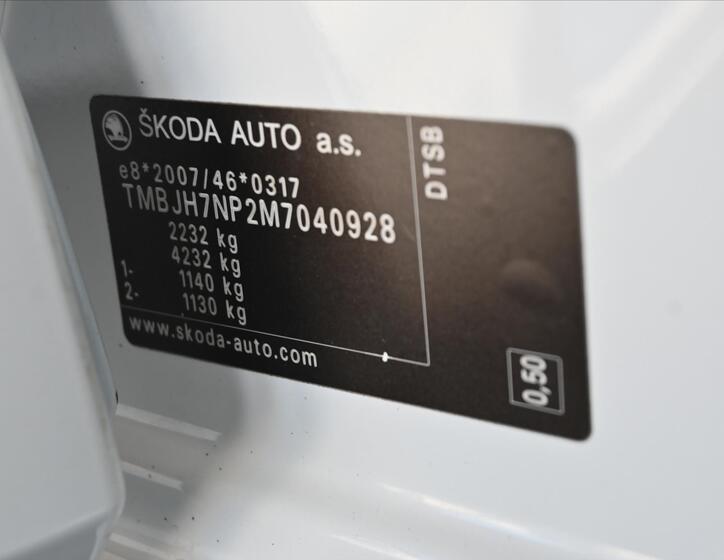 ŠKODA AUTO a.s.
e8*2007/46*0317
TMBJH7NP2M7040928
2232 kg
4232 kg
1- 1140 kg
2- 1130 kg
www.skoda-auto.com
DTSB
0,50